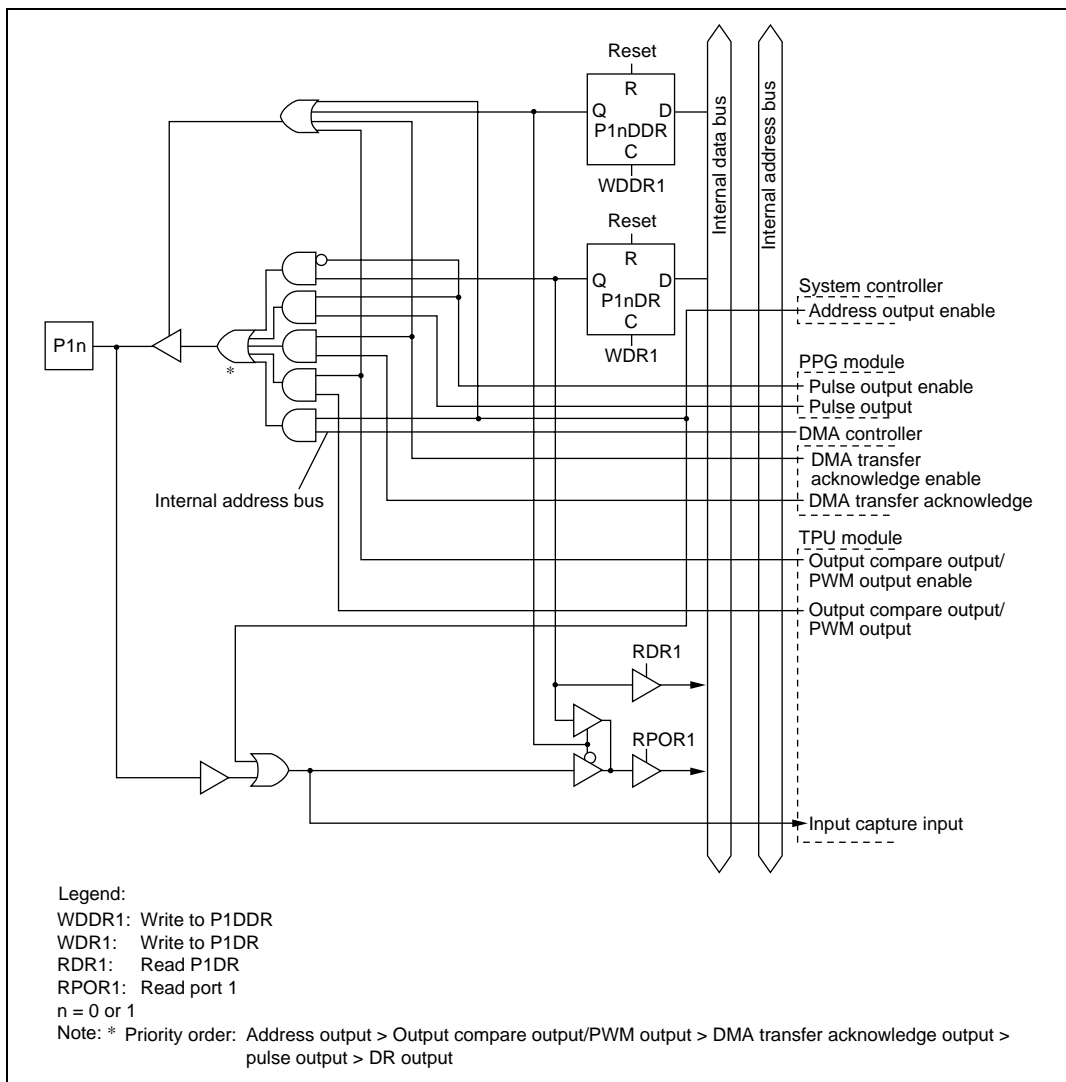 Reset
R
Q D
P1nDDR
C
WDDR1
Reset
R
Q D
P1nDR
C
WDR1
Internal data bus
Internal address bus
System controller
Address output enable
PPG module
Pulse output enable
Pulse output
DMA controller
DMA transfer
acknowledge enable
DMA transfer acknowledge
TPU module
Output compare output/
PWM output enable
Output compare output/
PWM output
Input capture input
P1n
*
Internal address bus
RDR1
RPOR1
Legend:
WDDR1: Write to P1DDR
WDR1: Write to P1DR
RDR1: Read P1DR
RPOR1: Read port 1
n = 0 or 1
Note: * Priority order: Address output > Output compare output/PWM output > DMA transfer acknowledge output >
pulse output > DR output